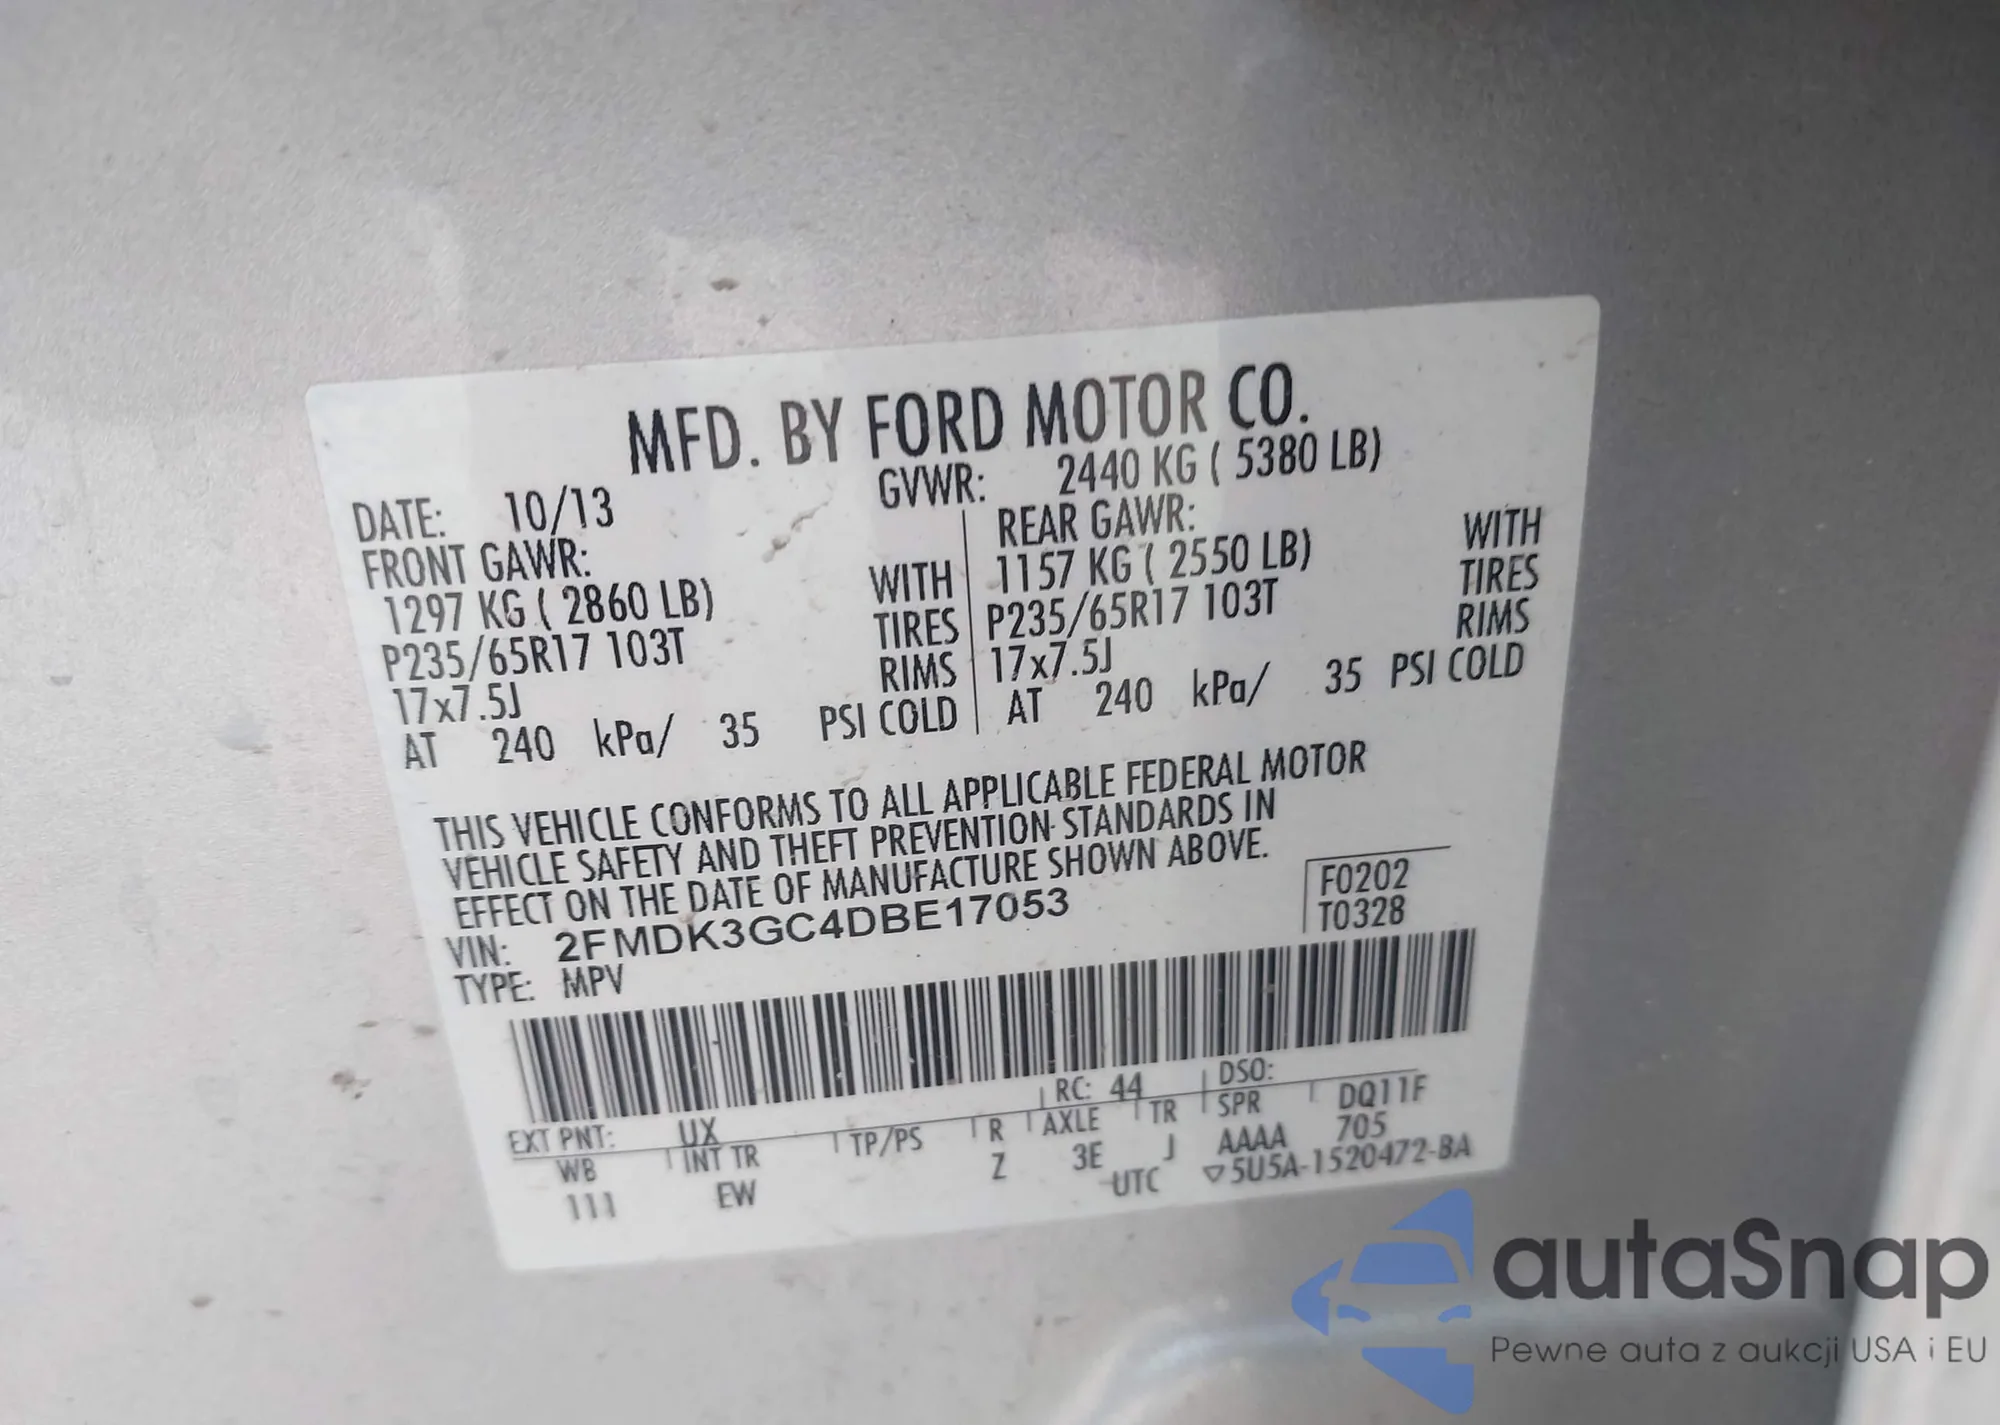 MFD. BY FORD MOTOR CO.
DATE: 10/13 GVWR: 2440 KG ( 5380 LB)
FRONT GAWR: REAR GAWR:
1297 KG ( 2860 LB) WITH 1157 KG ( 2550 LB) WITH
P235/65R17 103T TIRES P235/65R17 103T TIRES
17x7.5J RIMS 17x7.5J RIMS
AT 240 kPa/ 35 PSI COLD AT 240 kPa/ 35 PSI COLD
THIS VEHICLE CONFORMS TO ALL APPLICABLE FEDERAL MOTOR
VEHICLE SAFETY AND THEFT PREVENTION STANDARDS IN
EFFECT ON THE DATE OF MANUFACTURE SHOWN ABOVE.
VIN: 2FMDK3GC4DBE17053 F0202
TYPE: MPV T0328
EXT PNT: UX RC: 44 DSO:
WB INT TR TP/PS R AXLE TR SPR DQ11F
111 EW Z 3E J AAAA 705
UTC ▽5U5A-1520472-BA
autaSnap
Pewne auta z aukcji USA i EU